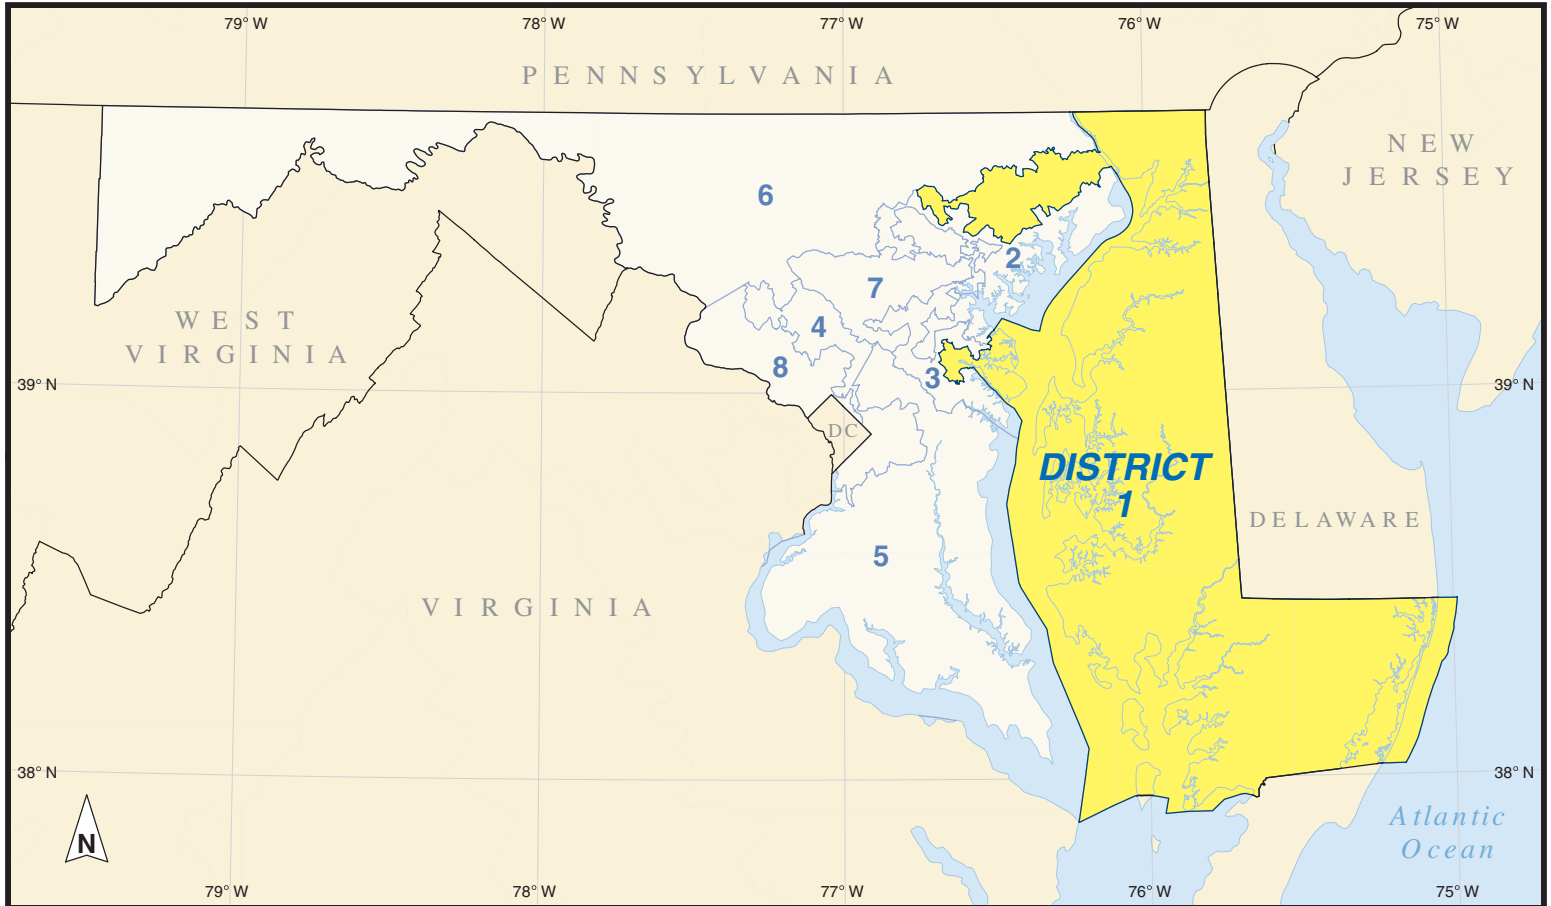 79° W 78° W 77° W 76° W 75° W
PENNSYLVANIA
NEW
JERSEY
6
2
7
WEST
VIRGINIA
4
8
3
39° N 39° N
DC
DISTRICT
1
DELAWARE
5
VIRGINIA
38° N 38° N
Atlantic
Ocean
N
79° W 78° W 77° W 76° W 75° W